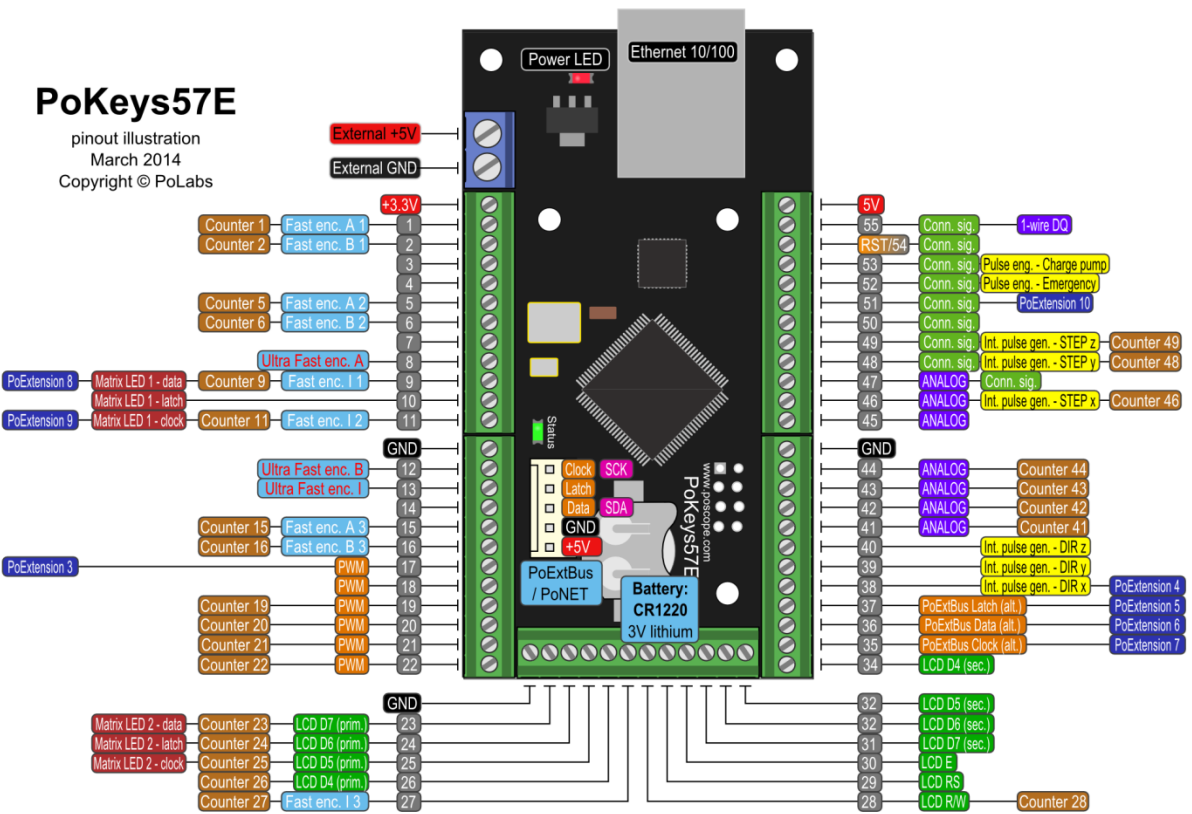 PoKeys57E
pinout illustration
March 2014
Copyright © PoLabs
Power LED
Ethernet 10/100
External +5V
External GND
+3.3V
Counter 1 Fast enc. A 1 1
Counter 2 Fast enc. B 1 2
3
4
Counter 5 Fast enc. A 2 5
Counter 6 Fast enc. B 2 6
7
Ultra Fast enc. A 8
PoExtension 8 Matrix LED 1 - data Counter 9 Fast enc. I 1 9
Matrix LED 1 - latch 10
PoExtension 9 Matrix LED 1 - clock Counter 11 Fast enc. I 2 11
GND
Ultra Fast enc. B 12
Ultra Fast enc. I 13
14
Counter 15 Fast enc. A 3 15
Counter 16 Fast enc. B 3 16
PoExtension 3 PWM 17
PWM 18
Counter 19 PWM 19
Counter 20 PWM 20
Counter 21 PWM 21
Counter 22 PWM 22
GND
Matrix LED 2 - data Counter 23 LCD D7 (prim.) 23
Matrix LED 2 - latch Counter 24 LCD D6 (prim.) 24
Matrix LED 2 - clock Counter 25 LCD D5 (prim.) 25
Counter 26 LCD D4 (prim.) 26
Counter 27 Fast enc. I 3 27
Status
Clock SCK
Latch
Data SDA
GND
+5V
PoExtBus
/ PoNET
Battery:
CR1220
3V lithium
www.poscope.com
PoKeys57E
5V
55 Conn. sig. 1-wire DQ
RST/54 Conn. sig.
53 Conn. sig. Pulse eng. - Charge pump
52 Conn. sig. Pulse eng. - Emergency
51 Conn. sig. PoExtension 10
50 Conn. sig.
49 Conn. sig. Int. pulse gen. - STEP z Counter 49
48 Conn. sig. Int. pulse gen. - STEP y Counter 48
47 ANALOG Conn. sig.
46 ANALOG Int. pulse gen. - STEP x Counter 46
45 ANALOG
GND
44 ANALOG Counter 44
43 ANALOG Counter 43
42 ANALOG Counter 42
41 ANALOG Counter 41
40 Int. pulse gen. - DIR z
39 Int. pulse gen. - DIR y
38 Int. pulse gen. - DIR x PoExtension 4
37 PoExtBus Latch (alt.) PoExtension 5
36 PoExtBus Data (alt.) PoExtension 6
35 PoExtBus Clock (alt.) PoExtension 7
34 LCD D4 (sec.)
32 LCD D5 (sec.)
32 LCD D6 (sec.)
31 LCD D7 (sec.)
30 LCD E
29 LCD RS
28 LCD R/W Counter 28